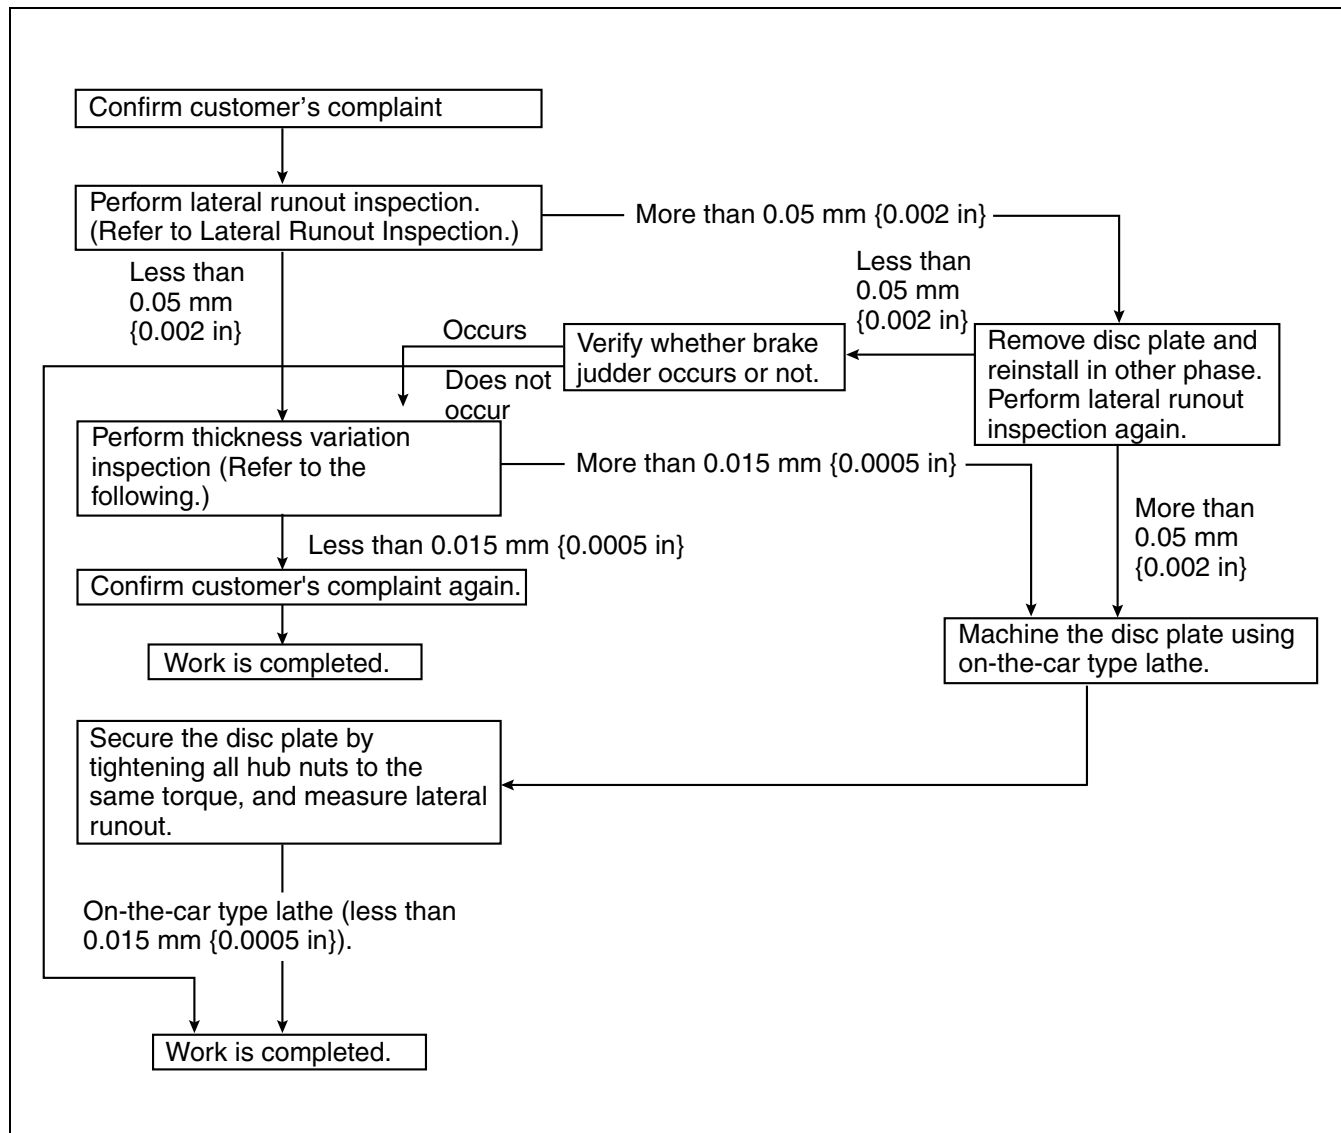 Confirm customer’s complaint
Perform lateral runout inspection.
(Refer to Lateral Runout Inspection.)
More than 0.05 mm {0.002 in}
Less than
0.05 mm
{0.002 in}
Less than
0.05 mm
{0.002 in}
Occurs
Does not
occur
Verify whether brake
judder occurs or not.
Remove disc plate and
reinstall in other phase.
Perform lateral runout
inspection again.
Perform thickness variation
inspection (Refer to the
following.)
More than 0.015 mm {0.0005 in}
More than
0.05 mm
{0.002 in}
Less than 0.015 mm {0.0005 in}
Confirm customer's complaint again.
Work is completed.
Machine the disc plate using
on-the-car type lathe.
Secure the disc plate by
tightening all hub nuts to the
same torque, and measure lateral
runout.
On-the-car type lathe (less than
0.015 mm {0.0005 in}).
Work is completed.